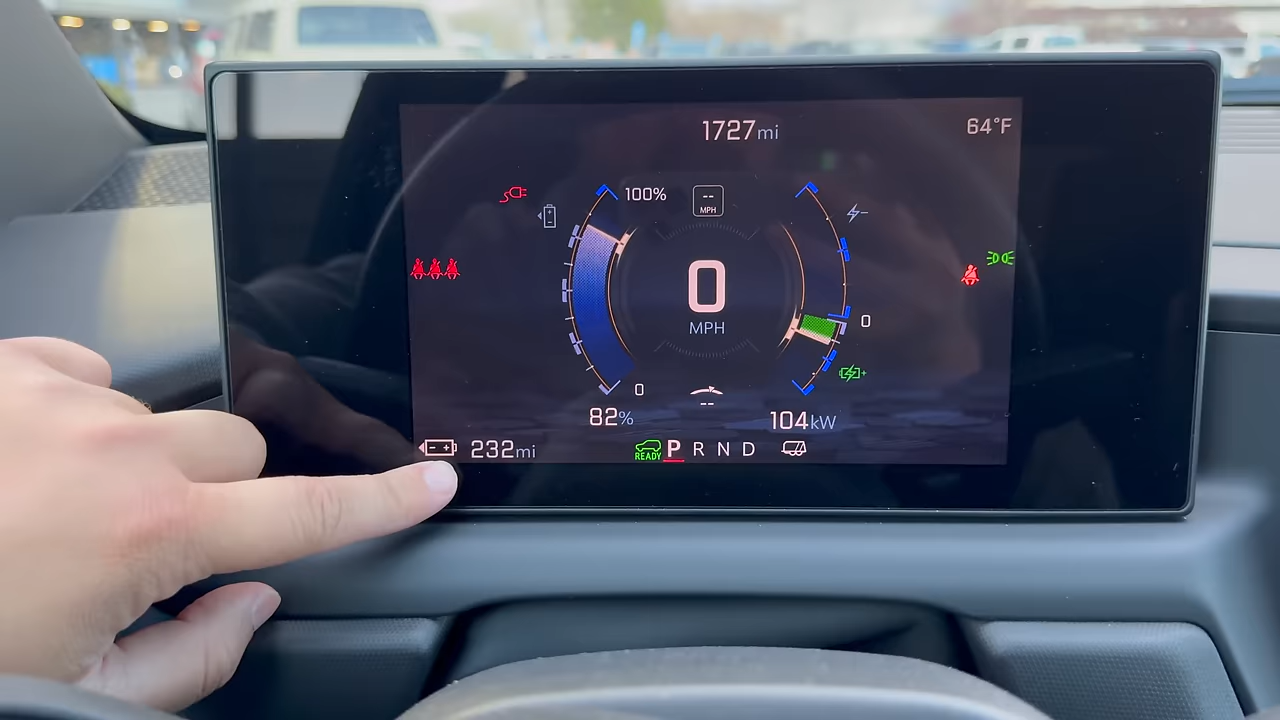 1727mi
64°F
100%
--
MPH
0
MPH
0
0
--
82%
104kW
232mi
READY
P R N D